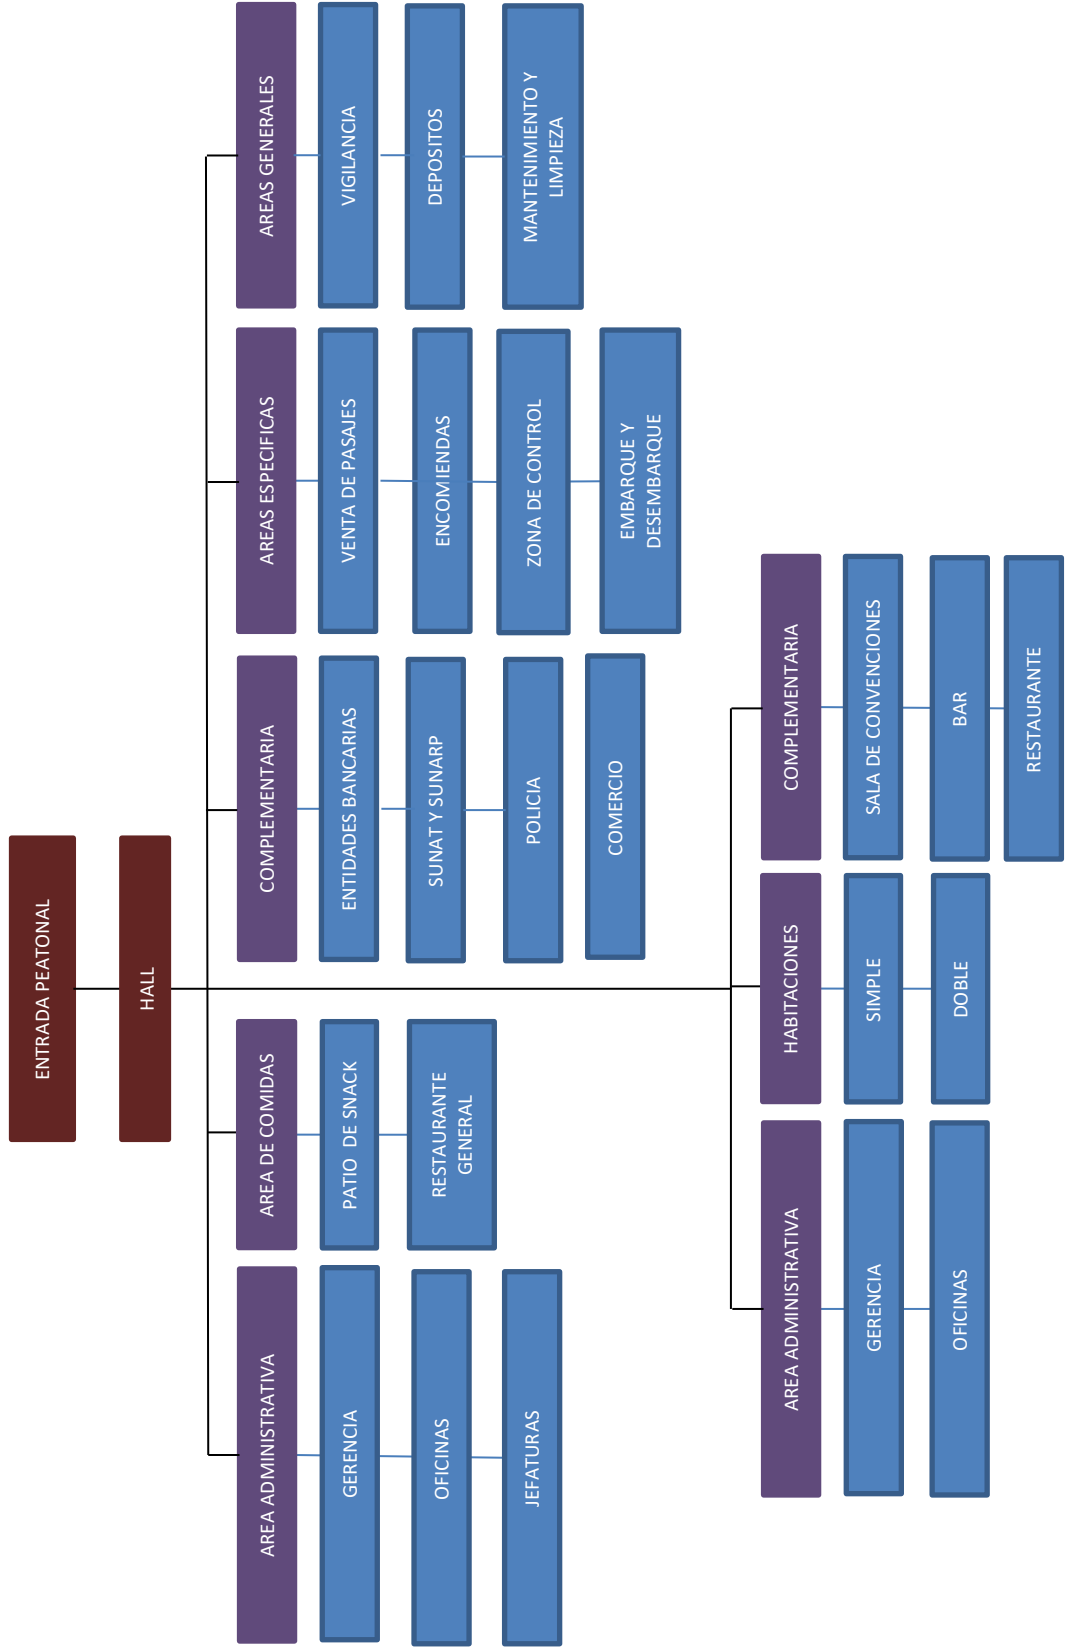 ENTRADA PEATONAL
HALL
AREA ADMINISTRATIVA
GERENCIA
OFICINAS
JEFATURAS
AREA DE COMIDAS
PATIO DE SNACK
RESTAURANTE
GENERAL
COMPLEMENTARIA
ENTIDADES BANCARIAS
SUNAT Y SUNARP
POLICIA
COMERCIO
AREAS ESPECIFICAS
VENTA DE PASAJES
ENCOMIENDAS
ZONA DE CONTROL
EMBARQUE Y
DESEMBARQUE
AREAS GENERALES
VIGILANCIA
DEPOSITOS
MANTENIMIENTO Y
LIMPIEZA
AREA ADMINISTRATIVA
GERENCIA
OFICINAS
HABITACIONES
SIMPLE
DOBLE
COMPLEMENTARIA
SALA DE CONVENCIONES
BAR
RESTAURANTE